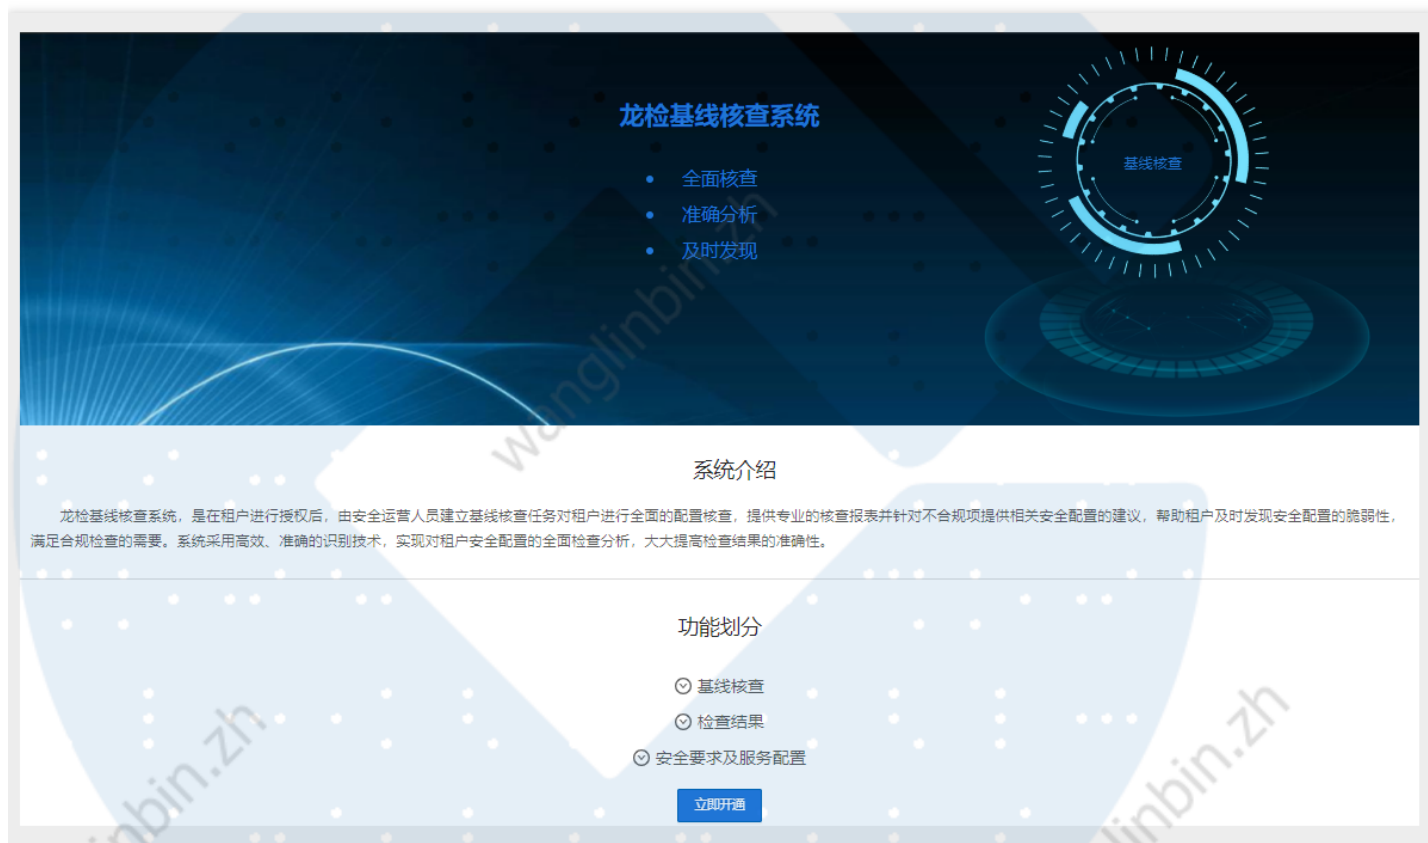 龙检基线核查系统
全面核查
准确分析
及时发现
基线核查
系统介绍
龙检基线核查系统，是在租户进行授权后，由安全运营人员建立基线核查任务对租户进行全面的配置核查，提供专业的核查报表并针对不合规项提供相关安全配置的建议，帮助租户及时发现安全配置的脆弱性，
满足合规检查的需要。系统采用高效、准确的识别技术，实现对租户安全配置的全面检查分析，大大提高检查结果的准确性。
功能划分
基线核查
检查结果
安全要求及服务配置
立即开通
wanglinbin.zh
nbin.zh
linbin.zh